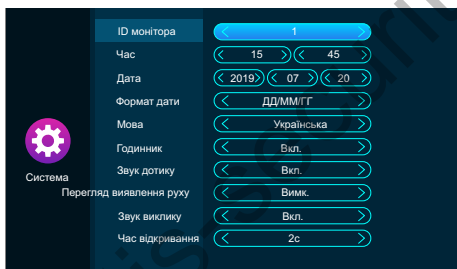 ID монітора 1
Час 15 45
Дата 2019 07 20
Формат дати ДД/ММ/ГГ
Мова Українська
Годинник Вкл.
Звук дотику Вкл.
Система
Перегляд виявлення руху Вимк.
Звук виклику Вкл.
Час відкривання 2с